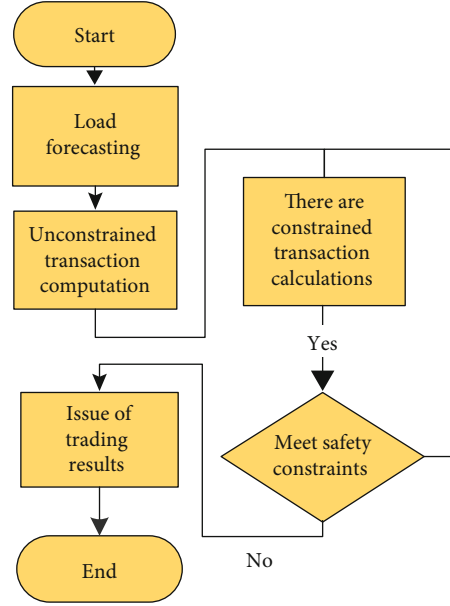 Start
Load
forecasting
Unconstrained
transaction
computation
There are
constrained
transaction
calculations
Yes
Meet safety
constraints
No
Issue of
trading
results
End